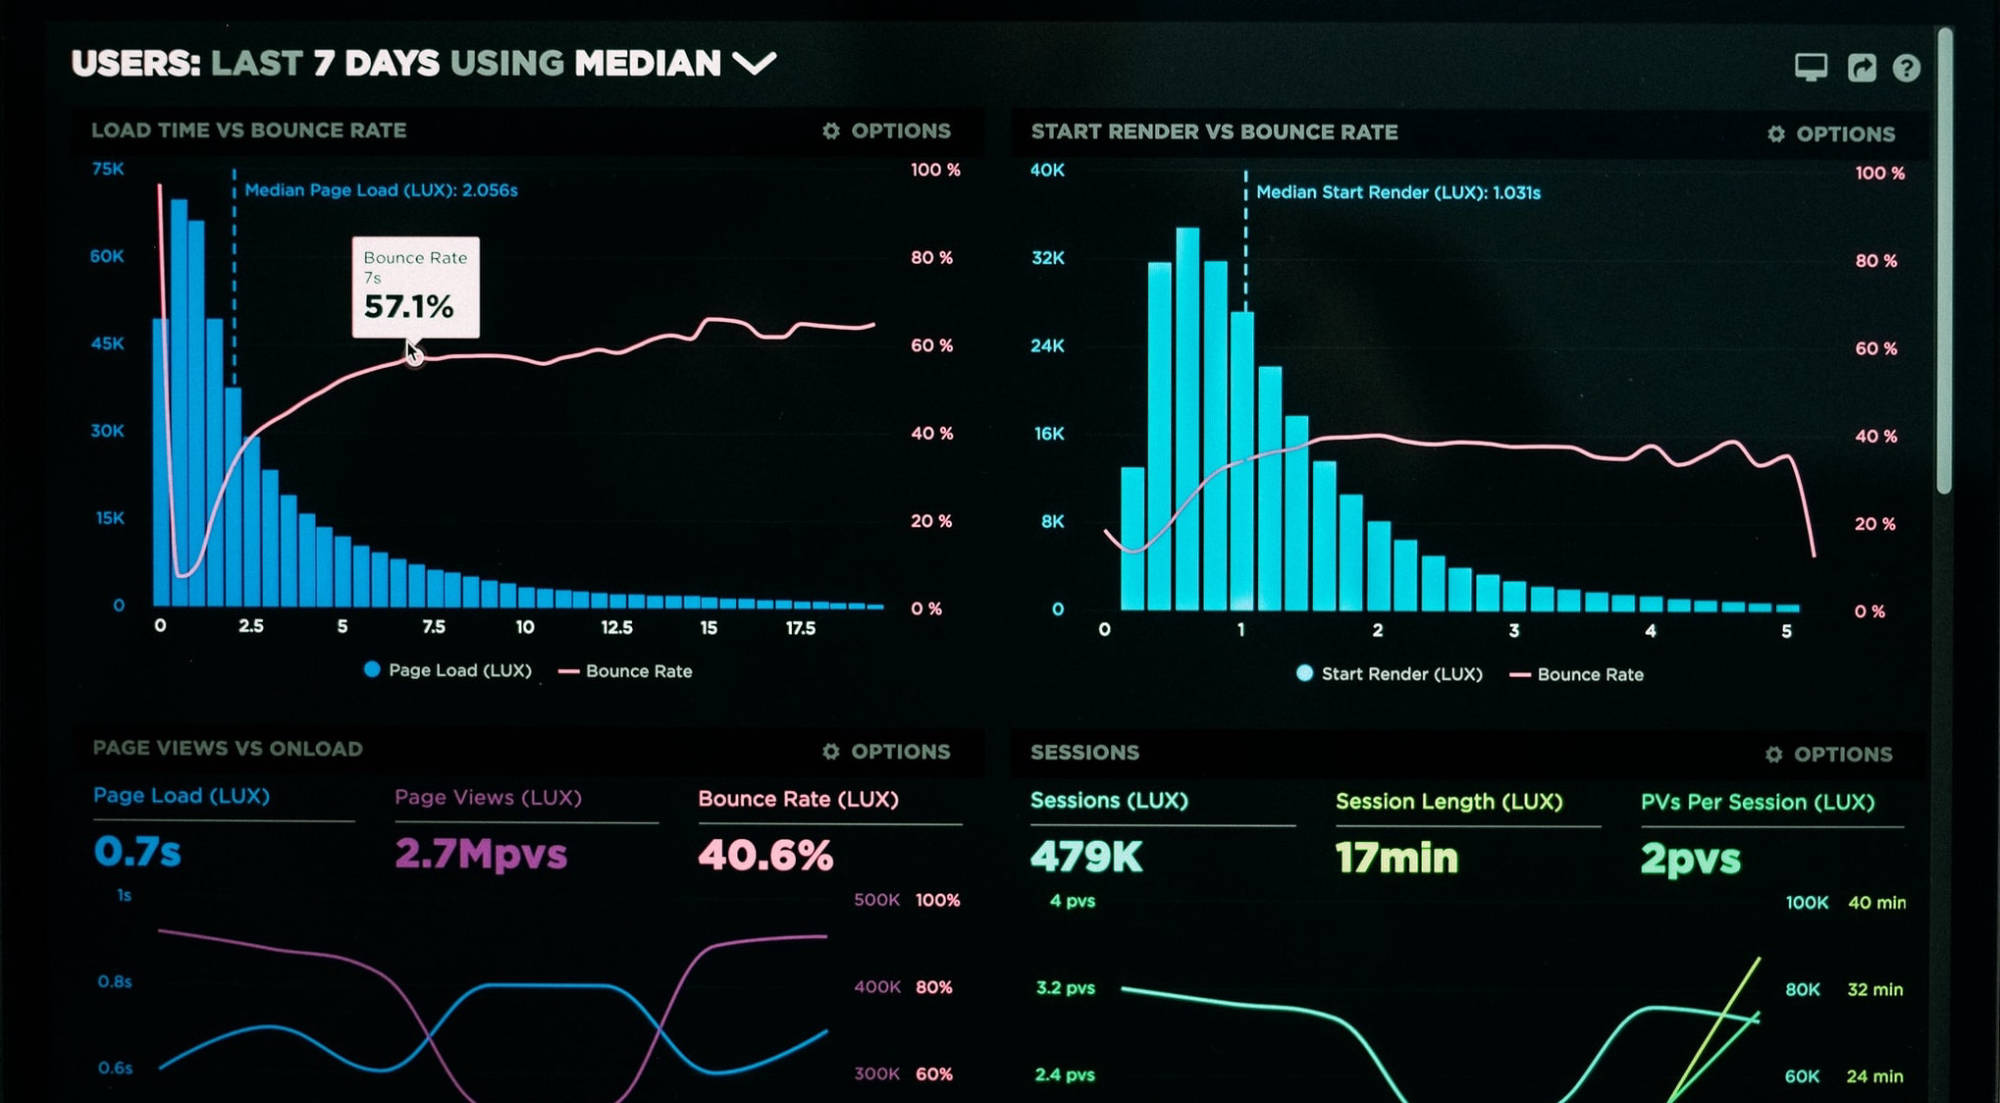 USERS: LAST 7 DAYS USING MEDIAN
LOAD TIME VS BOUNCE RATE
OPTIONS
75K
60K
45K
30K
15K
0
Median Page Load (LUX): 2.056s
Bounce Rate
7s
57.1%
100 %
80 %
60 %
40 %
20 %
0 %
0 2.5 5 7.5 10 12.5 15 17.5
Page Load (LUX) Bounce Rate
START RENDER VS BOUNCE RATE
OPTIONS
40K
32K
24K
16K
8K
0
Median Start Render (LUX): 1.031s
100 %
80 %
60 %
40 %
20 %
0 %
0 1 2 3 4 5
Start Render (LUX) Bounce Rate
PAGE VIEWS VS ONLOAD
OPTIONS
Page Load (LUX)
0.7s
Page Views (LUX)
2.7Mpvs
Bounce Rate (LUX)
40.6%
1s
0.8s
0.6s
500K 100%
400K 80%
300K 60%
SESSIONS
OPTIONS
Sessions (LUX)
479K
Session Length (LUX)
17min
PVs Per Session (LUX)
2pvs
4 pvs
3.2 pvs
2.4 pvs
100K 40 min
80K 32 min
60K 24 min